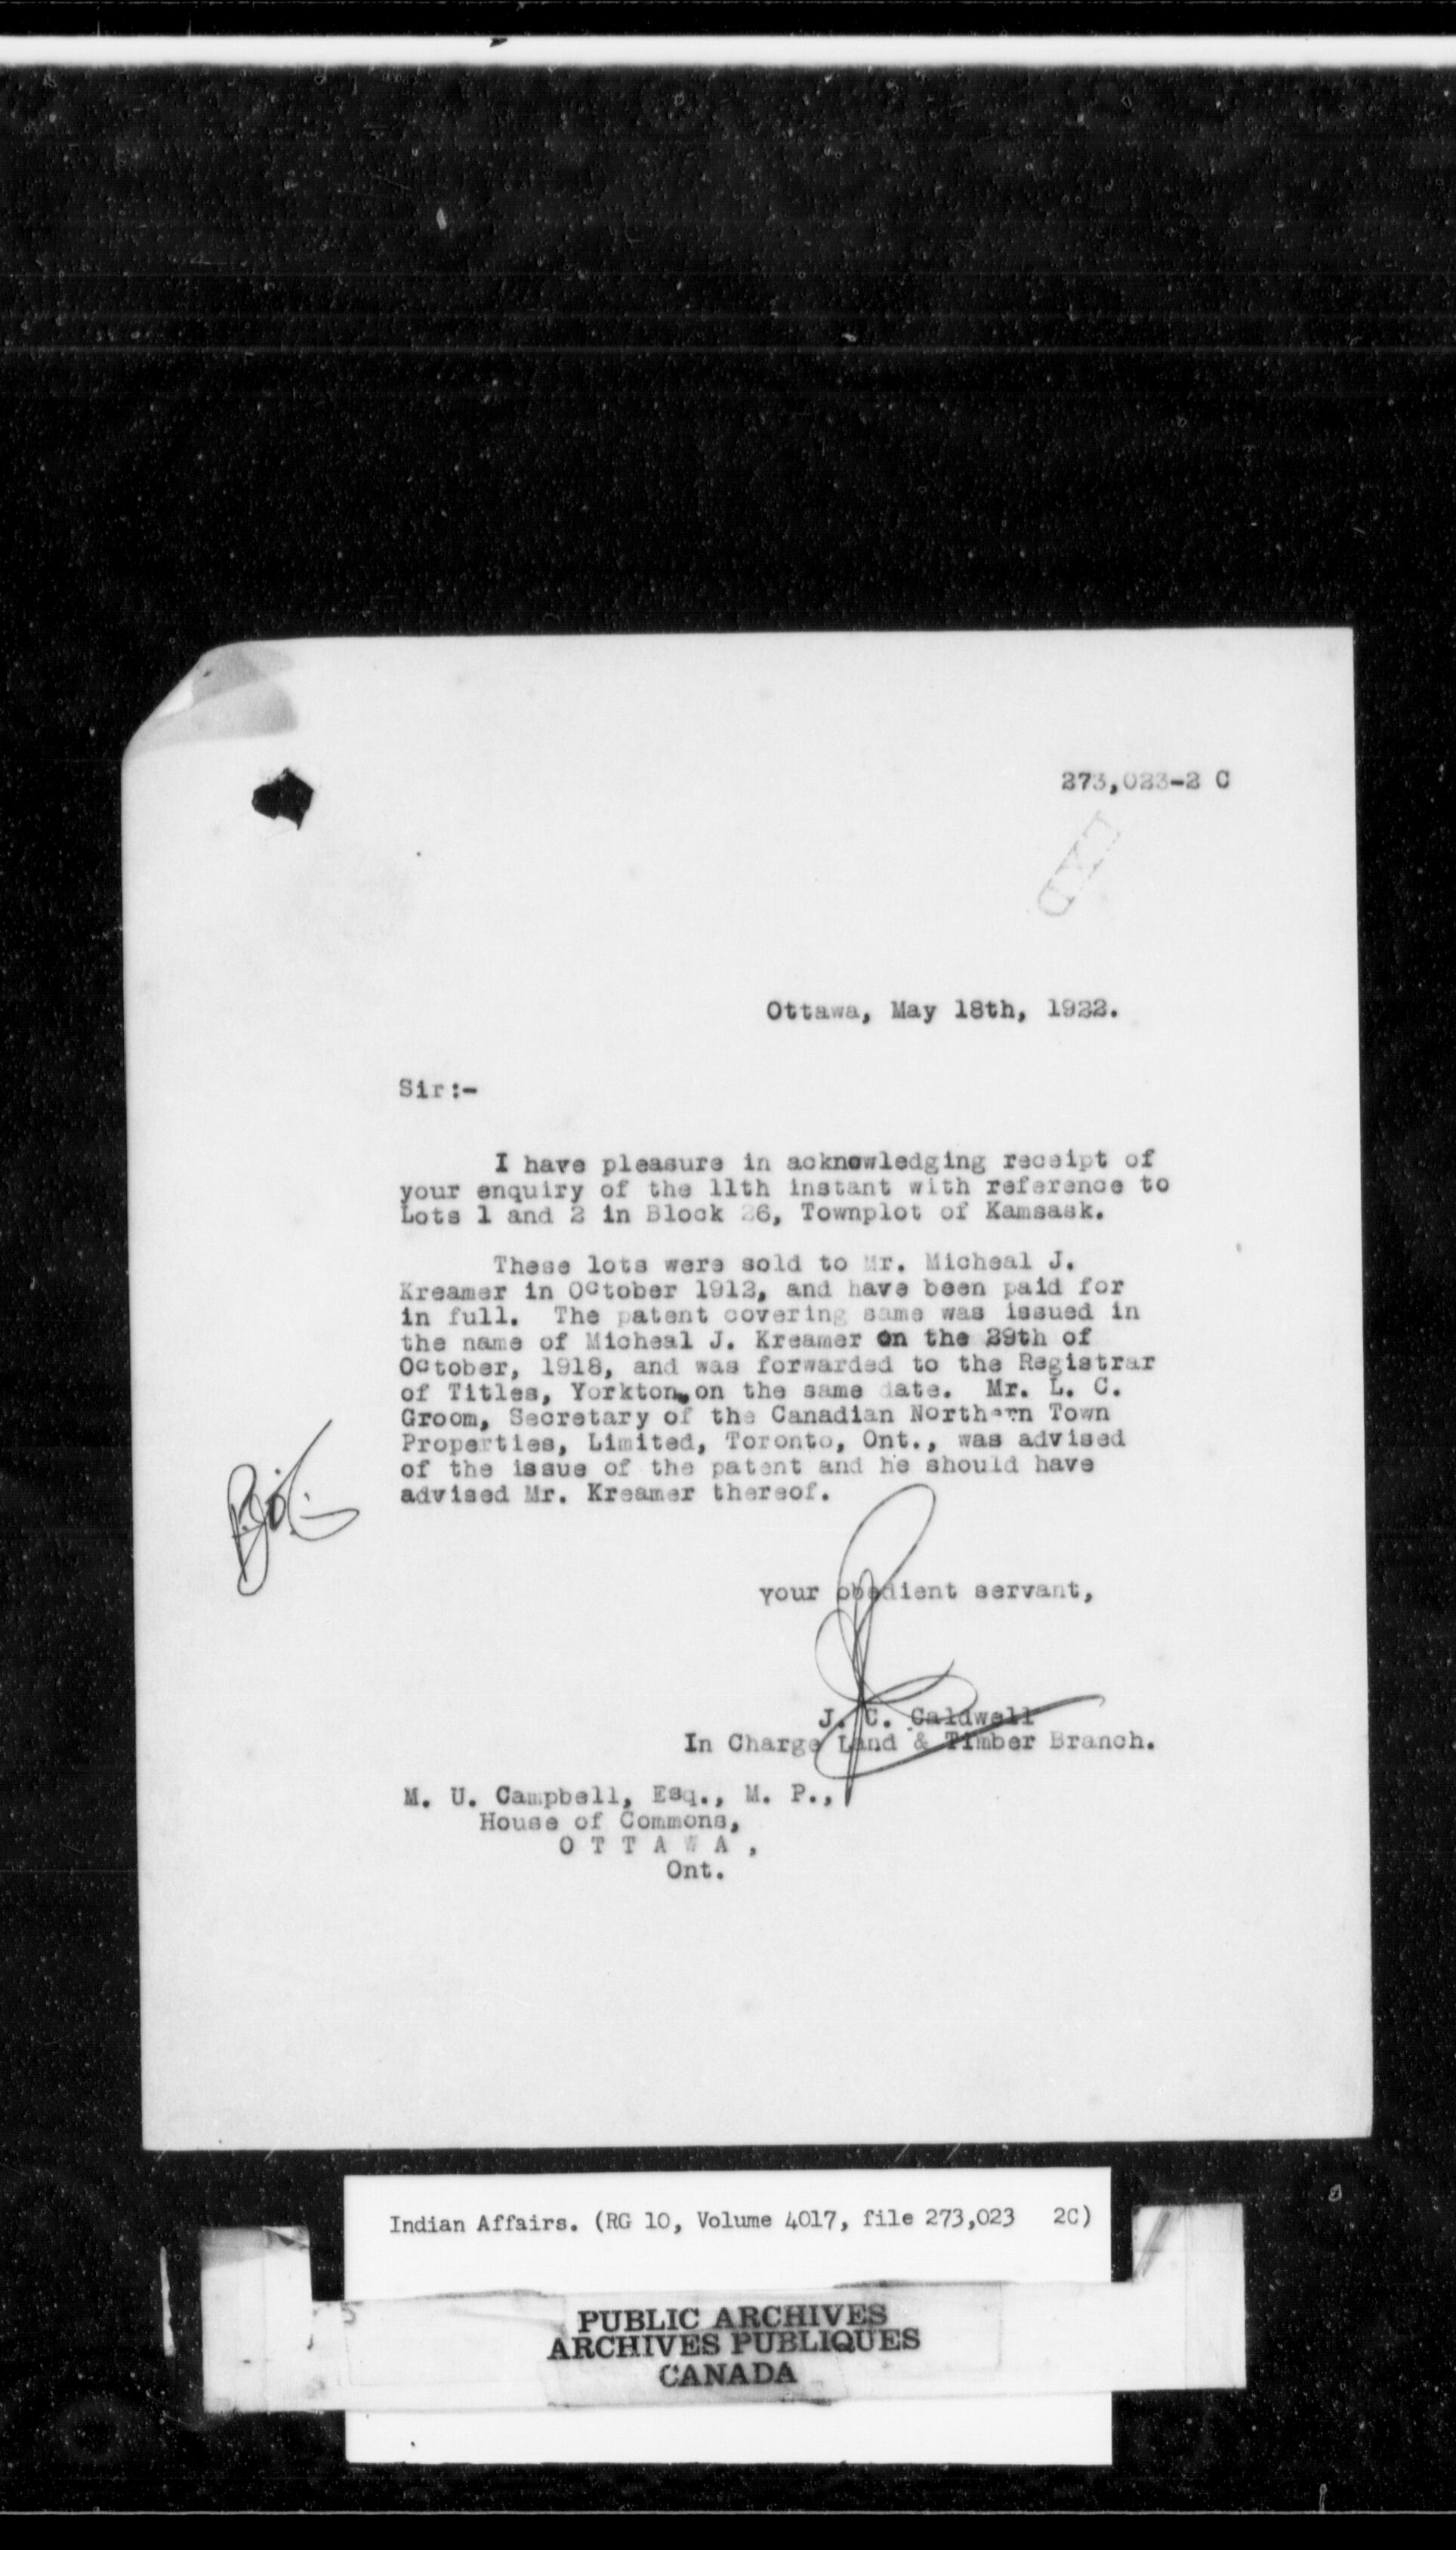 273,023-2 C
Ottawa, May 18th, 1922.
Sir:-
I have pleasure in acknowledging receipt of
your enquiry of the 11th instant with reference to
Lots 1 and 2 in Block 26, Townplot of Kamsask.
These lots were sold to Mr. Micheal J.
Kreamer in October 1912, and have been paid for
in full. The patent covering same was issued in
the name of Micheal J. Kreamer on the 29th of
October, 1918, and was forwarded to the Registrar
of Titles, Yorkton, on the same date. Mr. L. C.
Groom, Secretary of the Canadian Northern Town
Properties, Limited, Toronto, Ont., was advised
of the issue of the patent and he should have
advised Mr. Kreamer thereof.
Your obedient servant,
J. C. Caldwell
In Charge Land & Timber Branch.
M. U. Campbell, Esq., M. P.,
House of Commons,
O T T A W A ,
Ont.
Indian Affairs. (RG 10, Volume 4017, file 273,023 2C)
PUBLIC ARCHIVES
ARCHIVES PUBLIQUES
CANADA